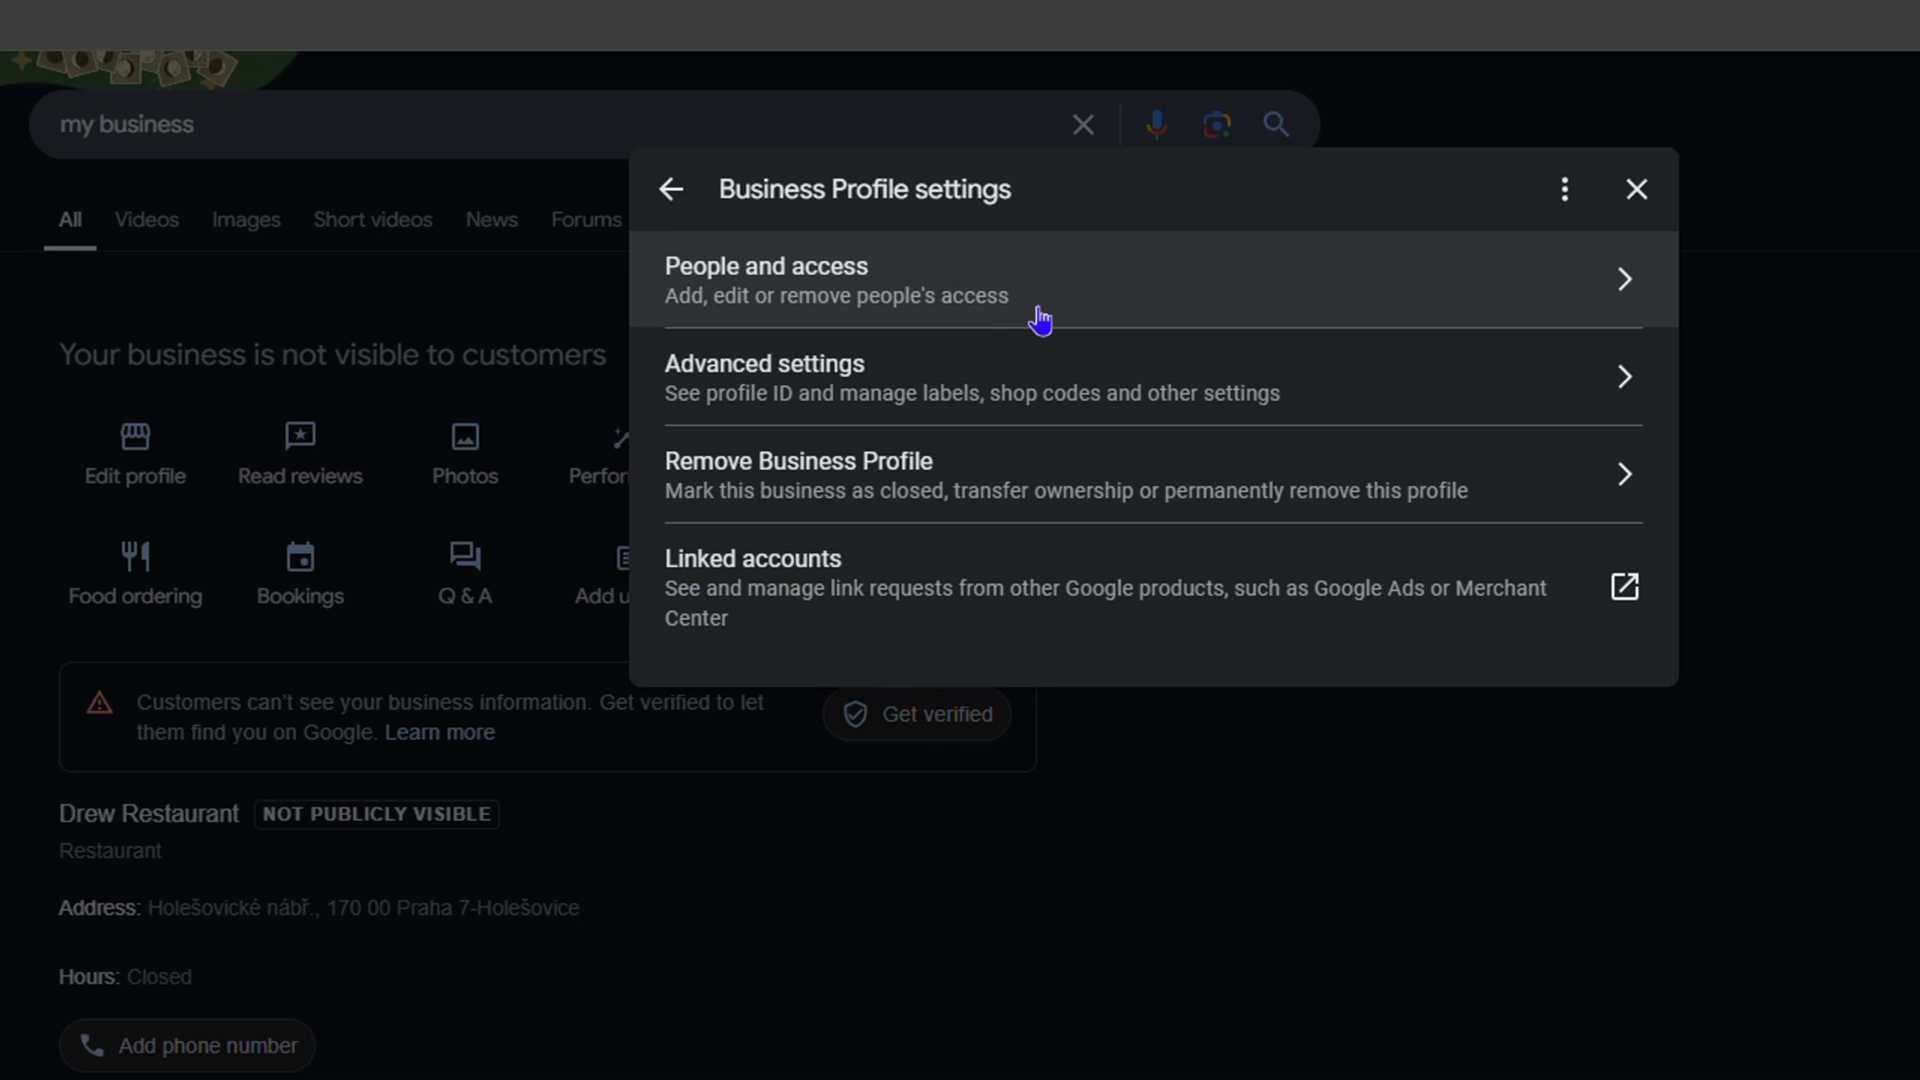 my business
All Videos Images Short videos News Forums
Business Profile settings
People and access
Add, edit or remove people's access
Advanced settings
See profile ID and manage labels, shop codes and other settings
Remove Business Profile
Mark this business as closed, transfer ownership or permanently remove this profile
Linked accounts
See and manage link requests from other Google products, such as Google Ads or Merchant
Center
Your business is not visible to customers
Edit profile Read reviews Photos
Food ordering Bookings Q & A Add
Customers can't see your business information. Get verified to let
them find you on Google. Learn more
Get verified
Drew Restaurant NOT PUBLICLY VISIBLE
Restaurant
Address: Holešovické nábř., 170 00 Praha 7-Holešovice
Hours: Closed
Add phone number